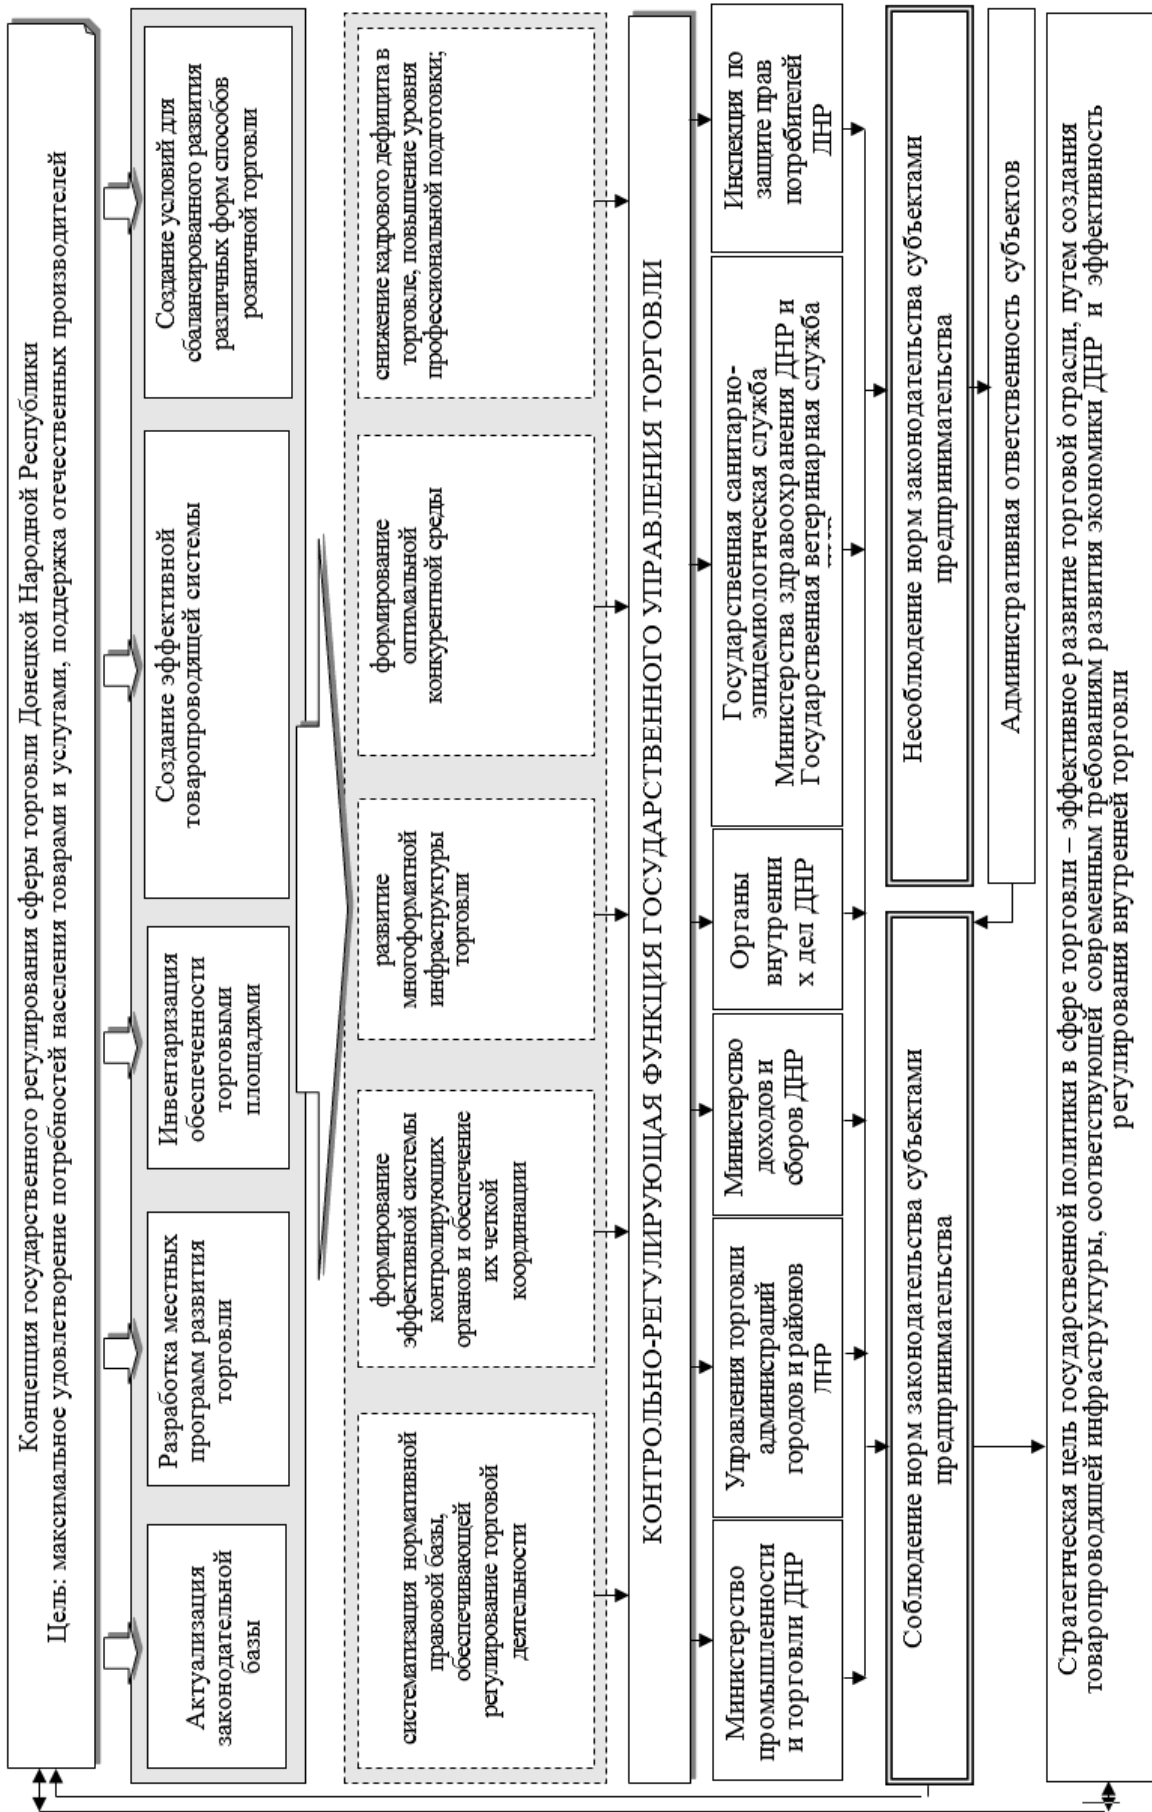 Концепция государственного регулирования сферы торговли Донецкой Народной Республики
Цель: максимальное удовлетворение потребностей населения товарами и услугами, поддержка отечественных производителей
Актуализация
законодательной
базы
Разработка местных
программ развития
торговли
Инвентаризация
обеспеченности
торговыми
площадями
Создание эффективной
товаропроводящей системы
Создание условий для
сбалансированного развития
различных форм способов
розничной торговли
систематизация нормативной
правовой базы,
обеспечивающей
регулирование торговой
деятельности
формирование
эффективной системы
контролирующих
органов и обеспечение
их четкой
координации
развитие
многоформатной
инфраструктуры
торговли
формирование
оптимальной
конкурентной среды
снижение кадрового дефицита в
торговле, повышение уровня
профессиональной подготовки;
КОНТРОЛЬНО-РЕГУЛИРУЮЩАЯ ФУНКЦИЯ ГОСУДАРСТВЕННОГО УПРАВЛЕНИЯ ТОРГОВЛИ
Министерство
промышленности
и торговли ДНР
Управления торговли
администраций
городов и районов
ДНР
Министерство
доходов и
сборов ДНР
Органы
внутренни
х дел ДНР
Государственная санитарно-
эпидемиологическая служба
Министерства здравоохранения ДНР и
Государственная ветеринарная служба
Инспекция по
защите прав
потребителей
ДНР
Соблюдение норм законодательства субъектами
предпринимательства
Несоблюдение норм законодательства субъектами
предпринимательства
Административная ответственность субъектов
Стратегическая цель государственной политики в сфере торговли – эффективное развитие торговой отрасли, путем создания
товаропроводящей инфраструктуры, соответствующей современным требованиям развития экономики ДНР и эффективность
регулирования внутренней торговли